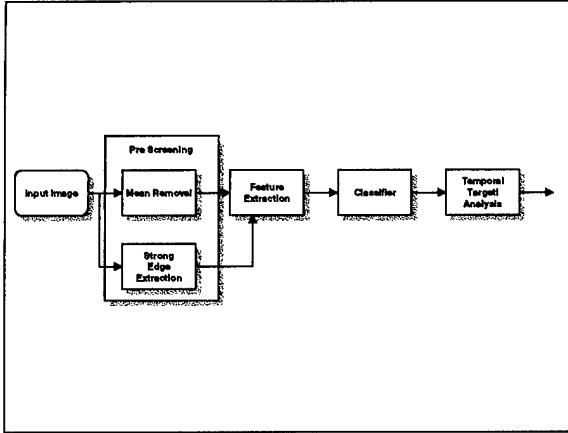 Pre Screening
Input Image
Mean Removal
Feature
Extraction
Classifier
Temporal
Target
Analysis
Strong
Edge
Extraction